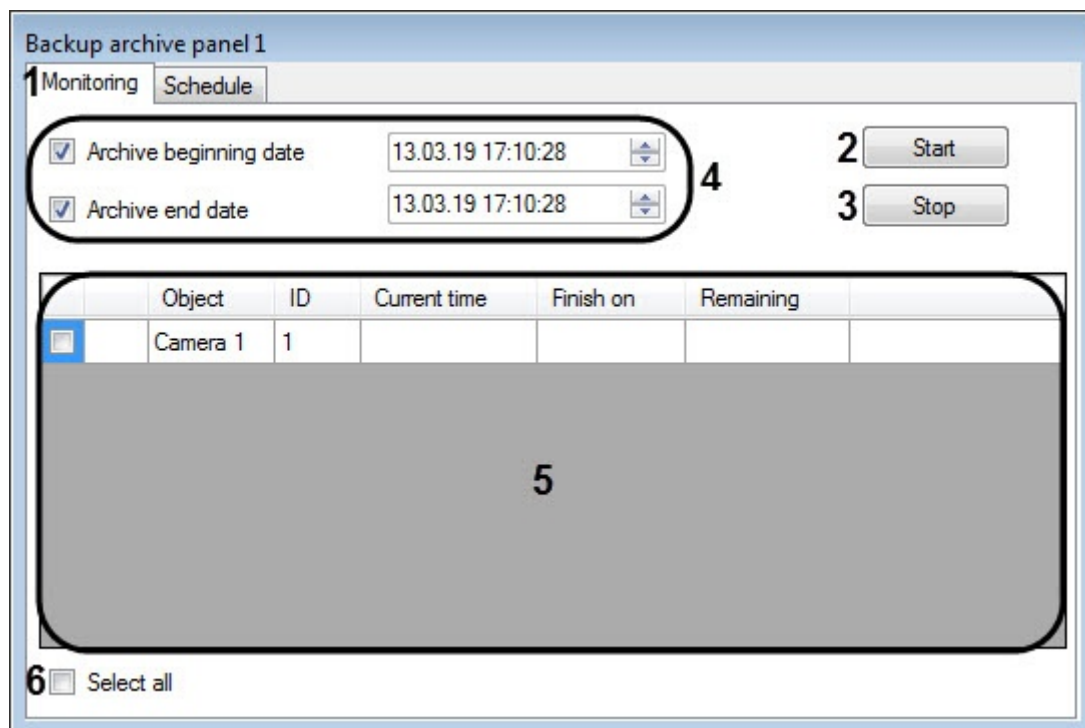 Backup archive panel 1
1 Monitoring Schedule
Archive beginning date 13.03.19 17:10:28 2 Start
4
Archive end date 13.03.19 17:10:28 3 Stop
Object ID Current time Finish on Remaining
Camera 1 1
5
6 Select all